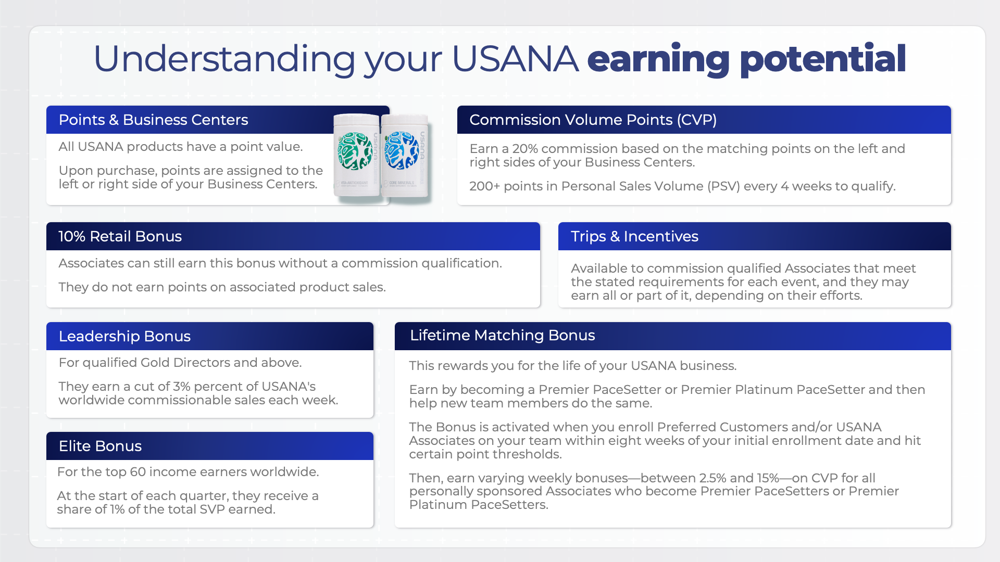 Understanding your USANA earning potential
Points & Business Centers
All USANA products have a point value.
Upon purchase, points are assigned to the
left or right side of your Business Centers.
USANA
VITA-ANTIOXIDANT
USANA
CORE MINERALS
Commission Volume Points (CVP)
Earn a 20% commission based on the matching points on the left and
right sides of your Business Centers.
200+ points in Personal Sales Volume (PSV) every 4 weeks to qualify.
10% Retail Bonus
Associates can still earn this bonus without a commission qualification.
They do not earn points on associated product sales.
Trips & Incentives
Available to commission qualified Associates that meet
the stated requirements for each event, and they may
earn all or part of it, depending on their efforts.
Leadership Bonus
For qualified Gold Directors and above.
They earn a cut of 3% percent of USANA's
worldwide commissionable sales each week.
Elite Bonus
For the top 60 income earners worldwide.
At the start of each quarter, they receive a
share of 1% of the total SVP earned.
Lifetime Matching Bonus
This rewards you for the life of your USANA business.
Earn by becoming a Premier PaceSetter or Premier Platinum PaceSetter and then
help new team members do the same.
The Bonus is activated when you enroll Preferred Customers and/or USANA
Associates on your team within eight weeks of your initial enrollment date and hit
certain point thresholds.
Then, earn varying weekly bonuses—between 2.5% and 15%—on CVP for all
personally sponsored Associates who become Premier PaceSetters or Premier
Platinum PaceSetters.